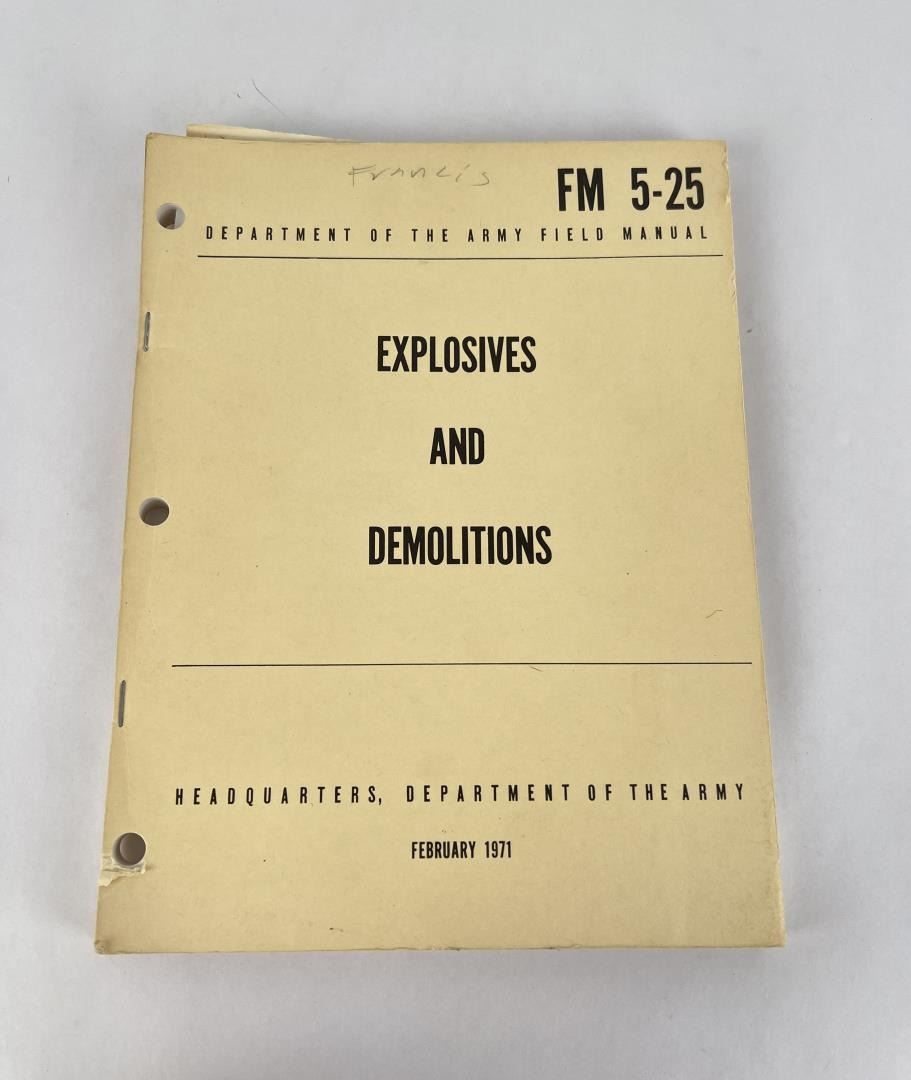 Francis
FM 5-25
DEPARTMENT OF THE ARMY FIELD MANUAL
EXPLOSIVES
AND
DEMOLITIONS
HEADQUARTERS, DEPARTMENT OF THE ARMY
FEBRUARY 1971